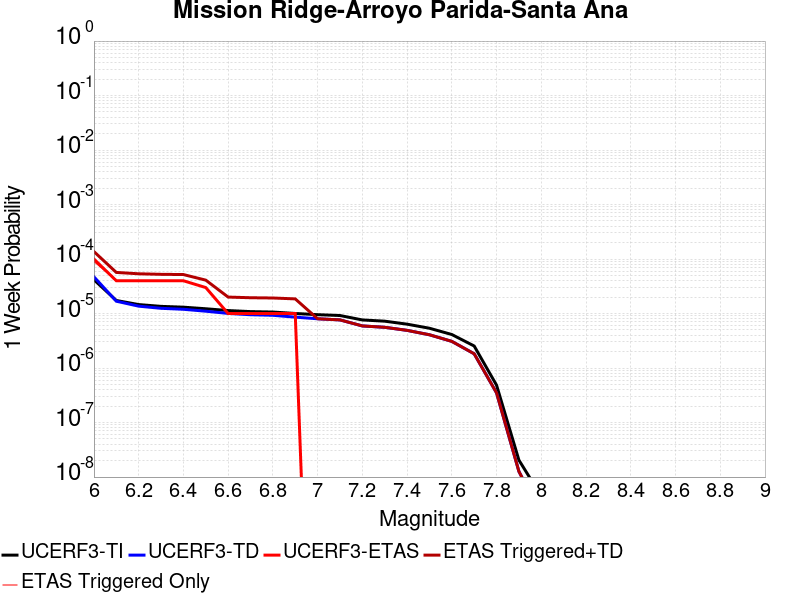 Mission Ridge-Arroyo Parida-Santa Ana
10^0
10^-1
10^-2
10^-3
10^-4
10^-5
10^-6
10^-7
10^-8
1 Week Probability
6 6.2 6.4 6.6 6.8 7 7.2 7.4 7.6 7.8 8 8.2 8.4 8.6 8.8 9
Magnitude
UCERF3-TI UCERF3-TD UCERF3-ETAS ETAS Triggered+TD
ETAS Triggered Only